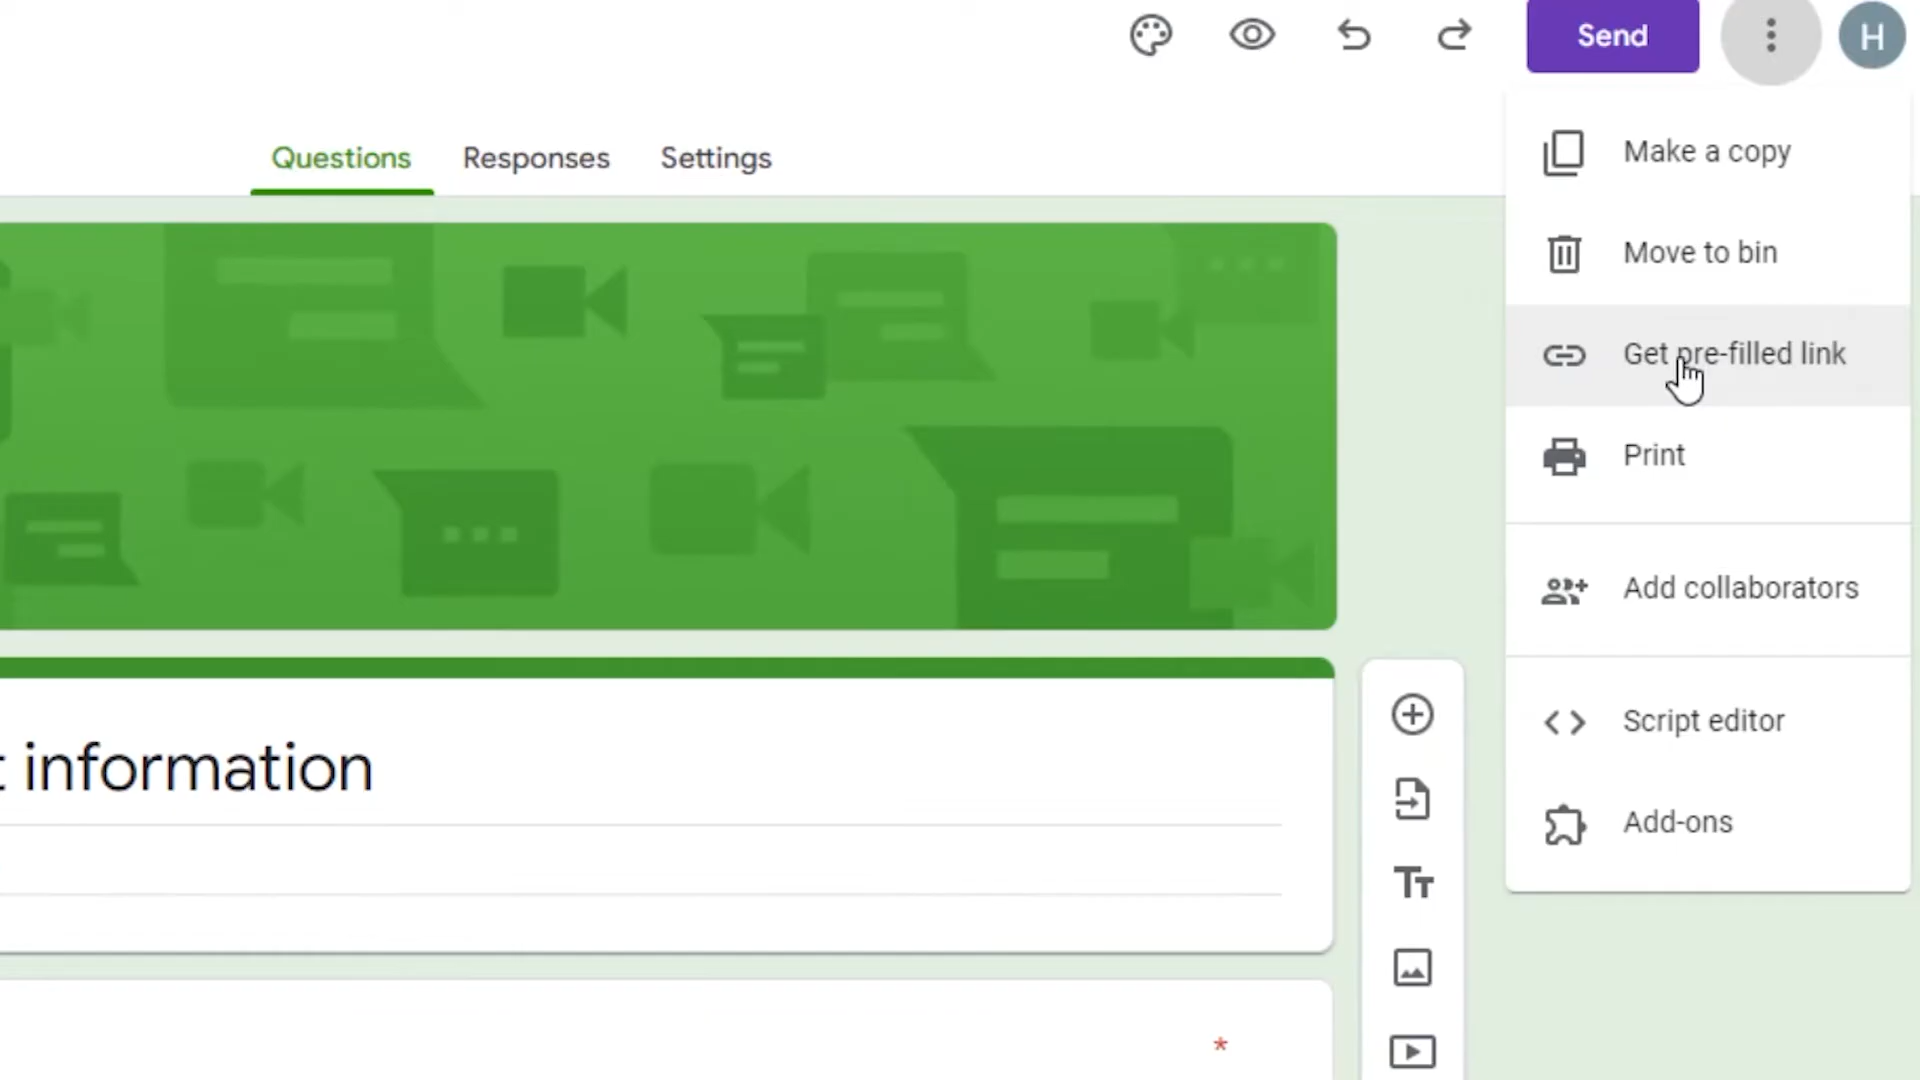 Send
H
Questions Responses Settings
Make a copy
Move to bin
Get pre-filled link
Print
Add collaborators
Script editor
Add-ons
information
Tт
*